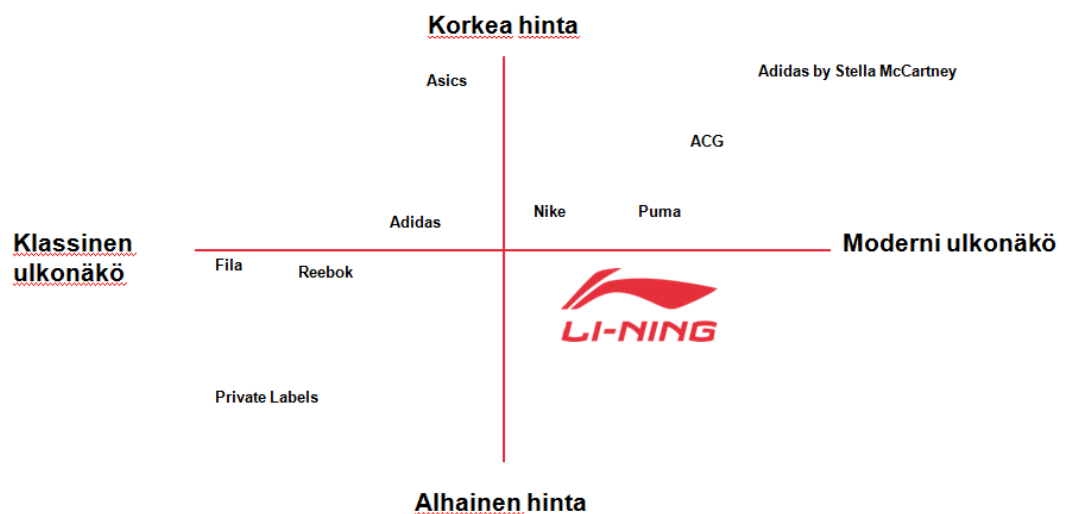 Korkea hinta
Adidas by Stella McCartney
Asics
ACG
Nike
Puma
Adidas
Klassinen
ulkonäkö
Moderni ulkonäkö
Fila
Reebok
LI-NING
Private Labels
Alhainen hinta